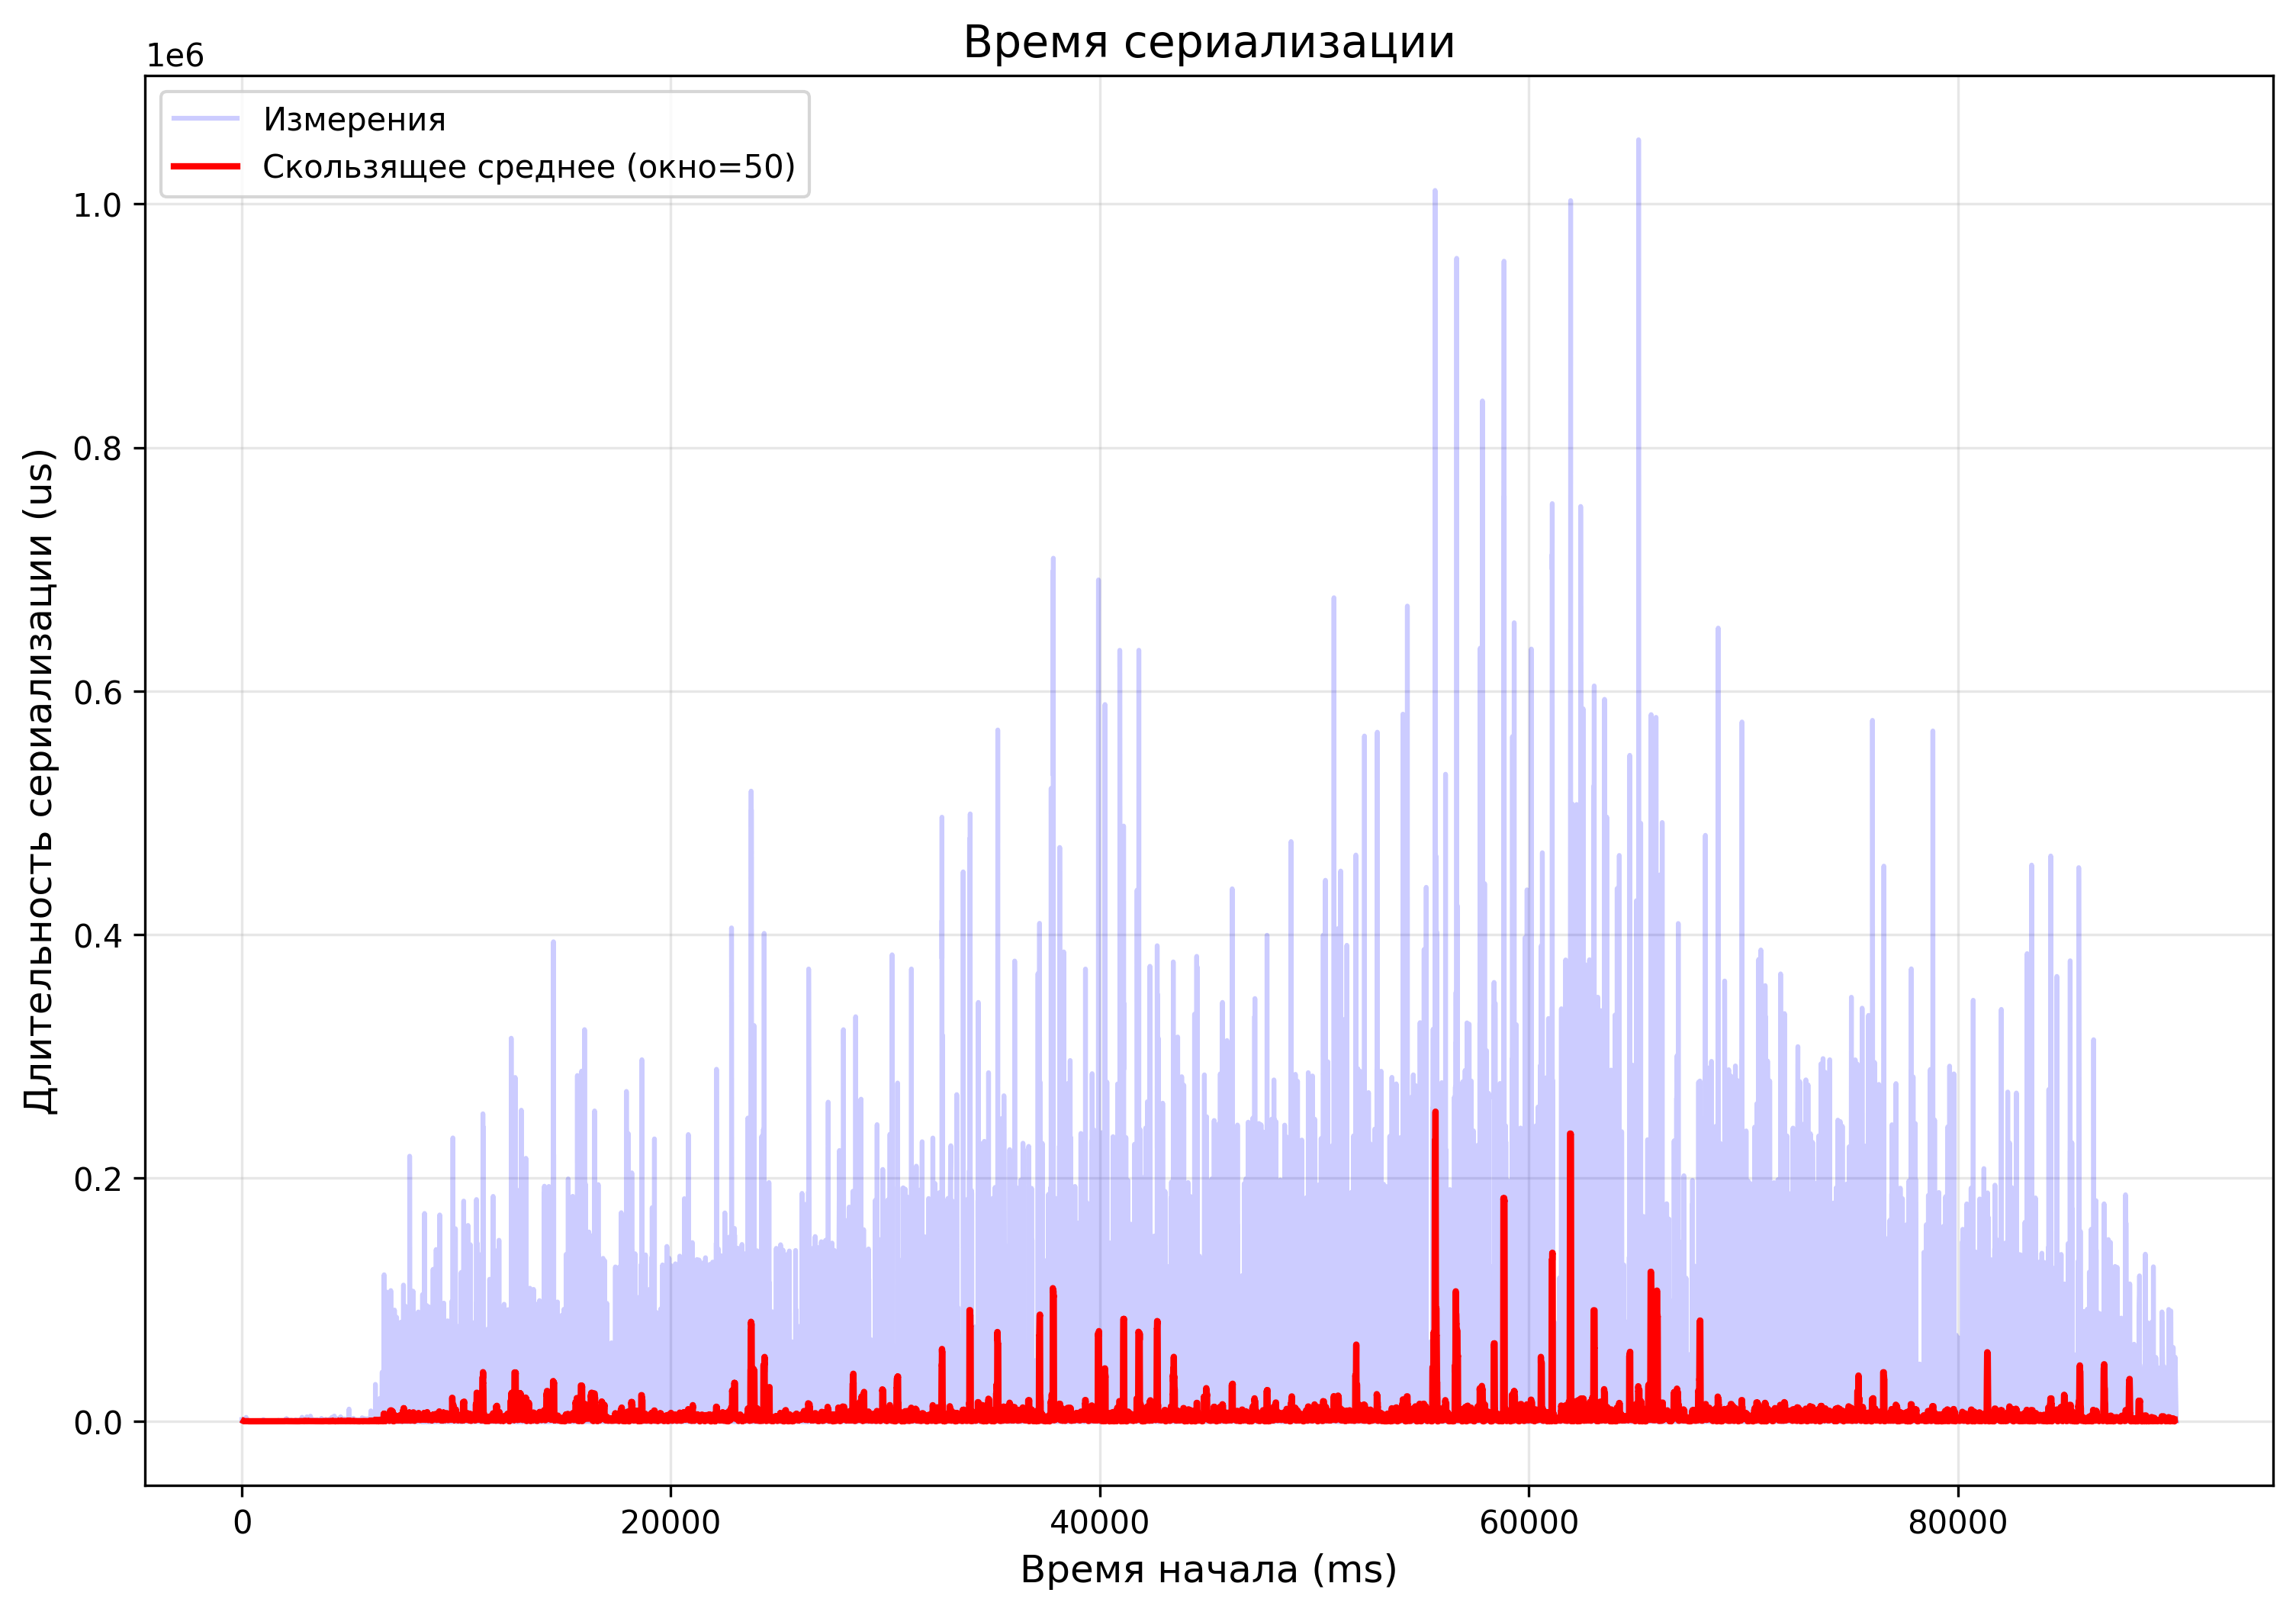 Время сериализации
1e6
Измерения
Скользящее среднее (окно=50)
1.0
0.8
0.6
0.4
0.2
0.0
Длительность сериализации (us)
0 20000 40000 60000 80000
Время начала (ms)